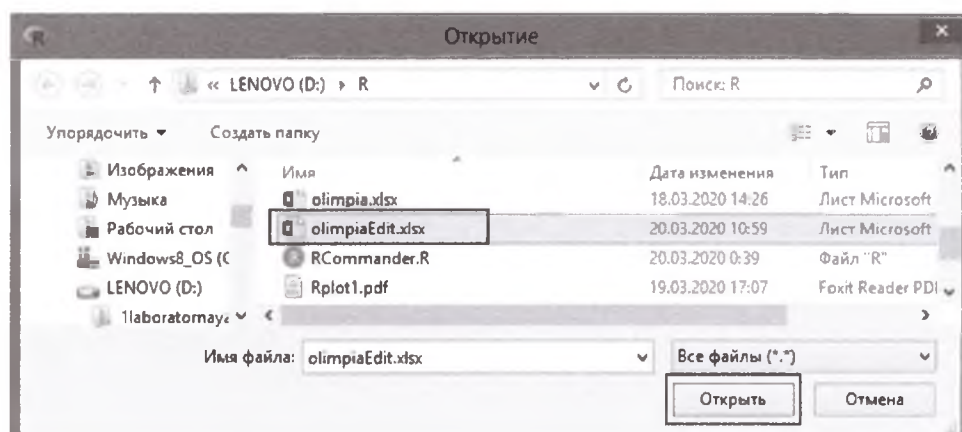 Открытие
« LENOVO (D:) ▸ R
Поиск: R
Упорядочить ▾ Создать папку
Имя Дата изменения Тип
Изображения
Музыка
Рабочий стол
Windows8_OS (C
LENOVO (D:)
1laboratornaya
olimpia.xlsx 18.03.2020 14:26 Лист Microsoft
olimpiaEdit.xlsx 20.03.2020 10:59 Лист Microsoft
RCommander.R 20.03.2020 0:39 Файл "R"
Rplot1.pdf 19.03.2020 17:07 Foxit Reader PDF
Имя файла: olimpiaEdit.xlsx Все файлы (*.*)
Открыть Отмена